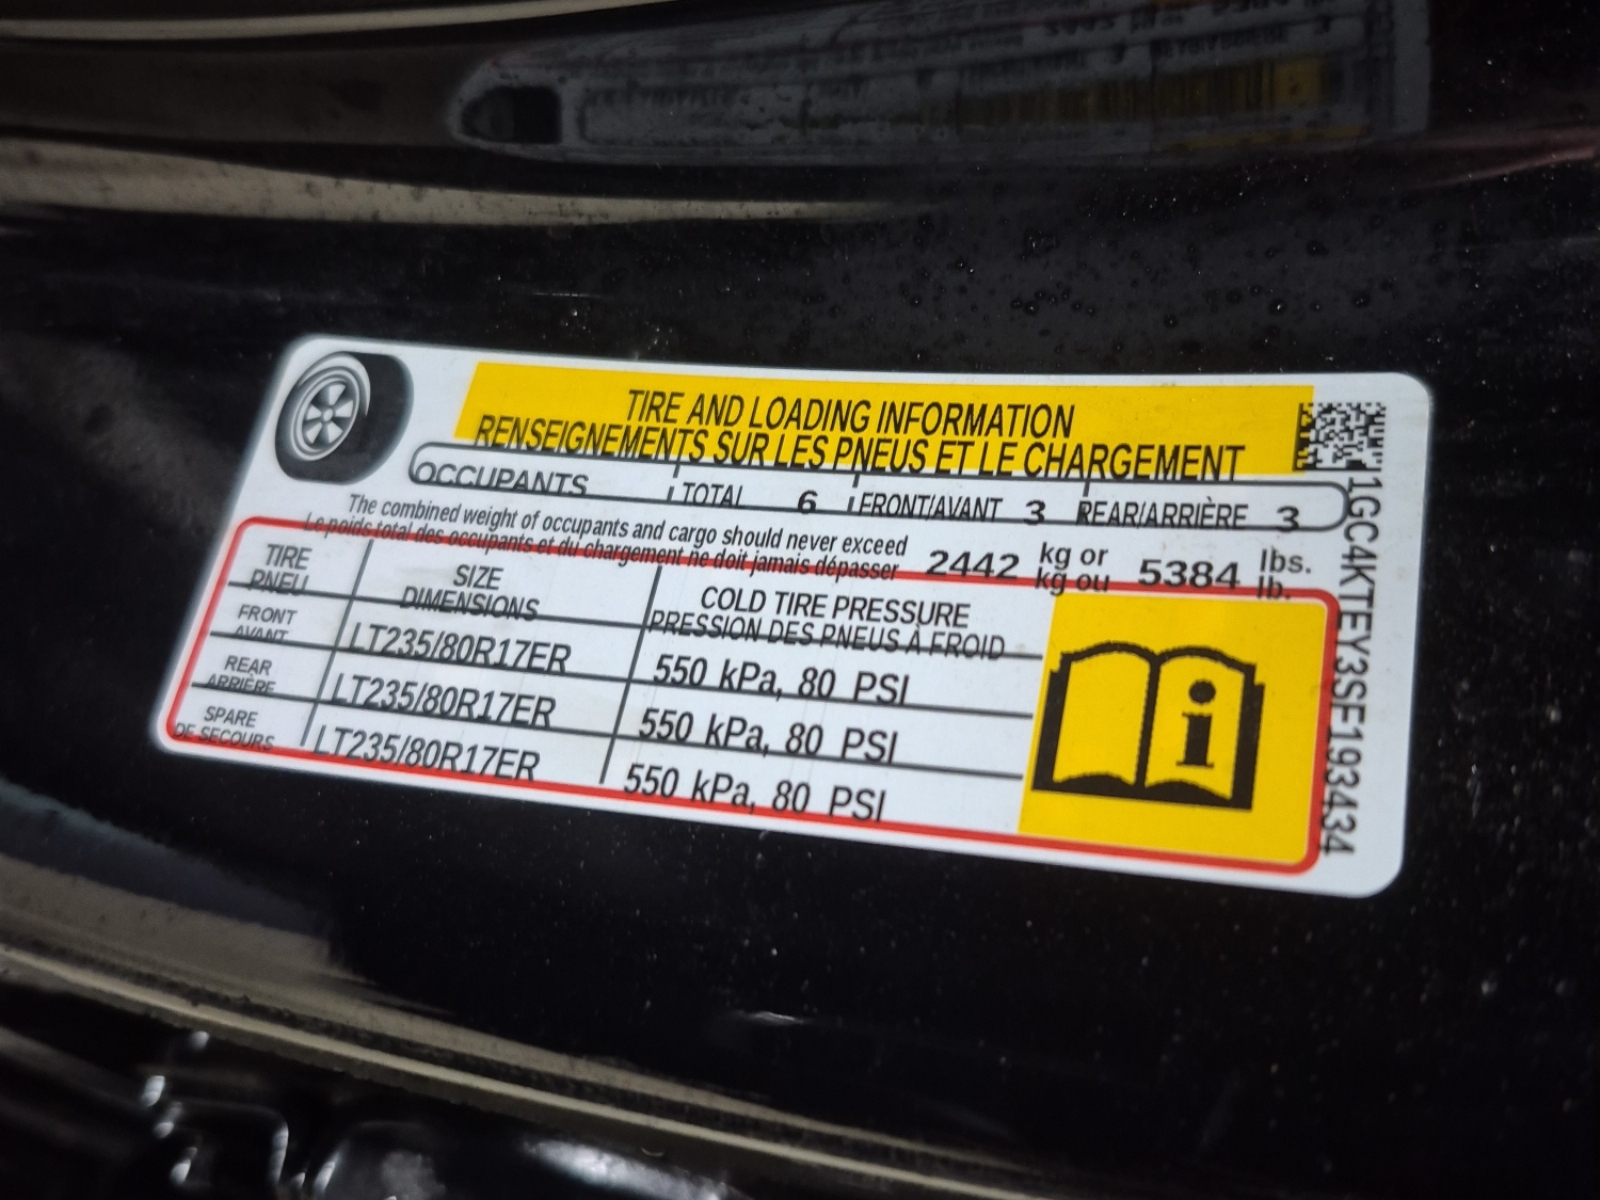 TIRE AND LOADING INFORMATION
RENSEIGNEMENTS SUR LES PNEUS ET LE CHARGEMENT
OCCUPANTS TOTAL 6 FRONT/AVANT 3 REAR/ARRIÈRE 3
The combined weight of occupants and cargo should never exceed 2442 kg or 5384 lbs.
Le poids total des occupants et du chargement ne doit jamais dépasser kg ou lb.
TIRE SIZE COLD TIRE PRESSURE
PNEU DIMENSIONS PRESSION DES PNEUS À FROID
FRONT
AVANT LT235/80R17ER 550 kPa, 80 PSI
REAR
ARRIÈRE LT235/80R17ER 550 kPa, 80 PSI
SPARE
DE SECOURS LT235/80R17ER 550 kPa, 80 PSI
i
1GC4KTEY3SF193434